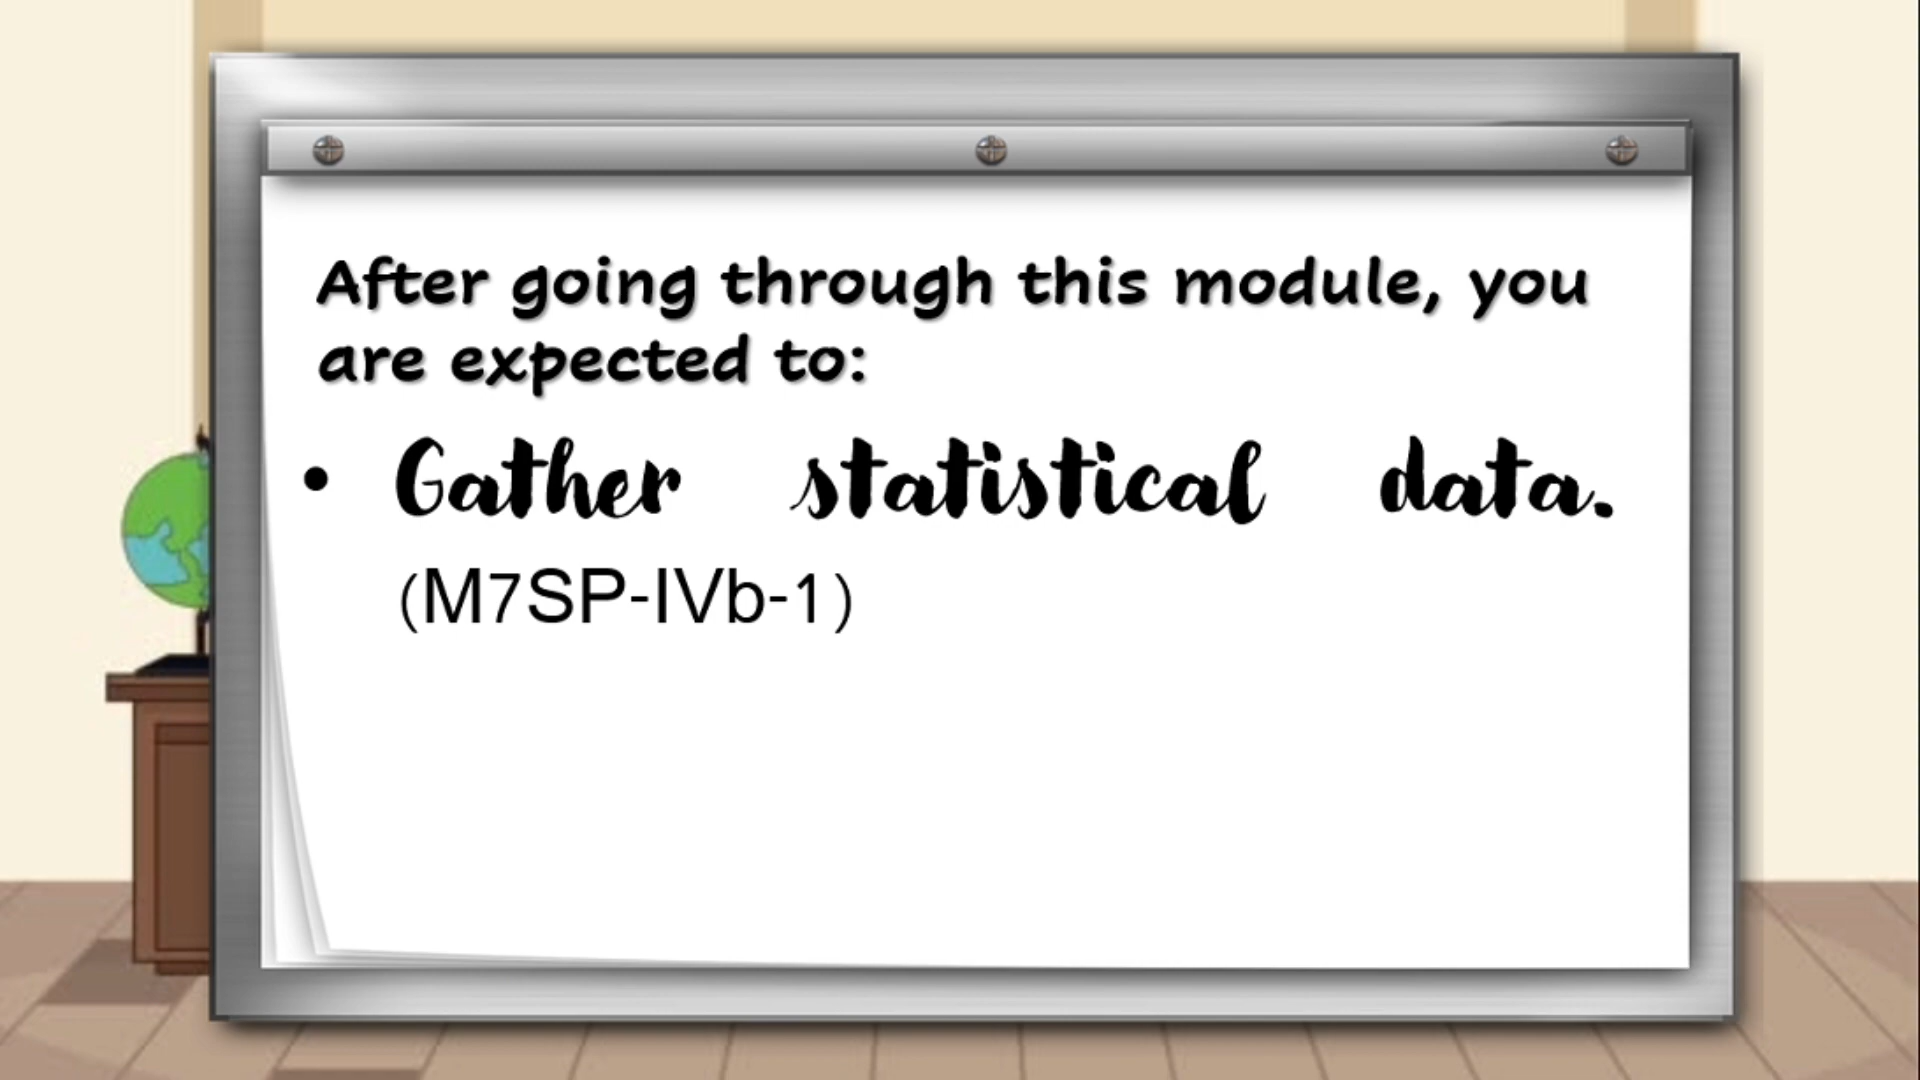 After going through this module, you
are expected to:
• Gather statistical data.
(M7SP-IVb-1)